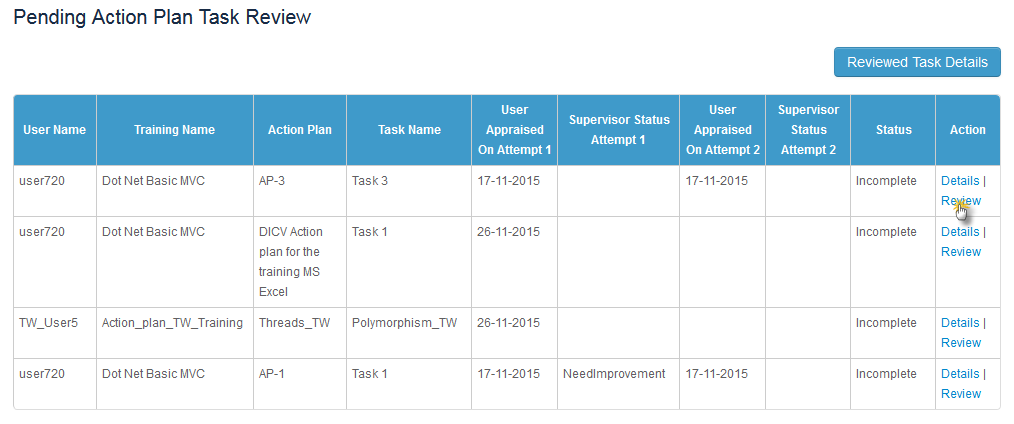 Pending Action Plan Task Review
Reviewed Task Details
User Name Training Name Action Plan Task Name User Appraised On Attempt 1 Supervisor Status Attempt 1 User Appraised On Attempt 2 Supervisor Status Attempt 2 Status Action
user720 Dot Net Basic MVC AP-3 Task 3 17-11-2015 17-11-2015 Incomplete Details |
Review
user720 Dot Net Basic MVC DICV Action Task 1 26-11-2015 Incomplete Details |
plan for the Review
training MS
Excel
TW_User5 Action_plan_TW_Training Threads_TW Polymorphism_TW 26-11-2015 Incomplete Details |
Review
user720 Dot Net Basic MVC AP-1 Task 1 17-11-2015 NeedImprovement 17-11-2015 Incomplete Details |
Review